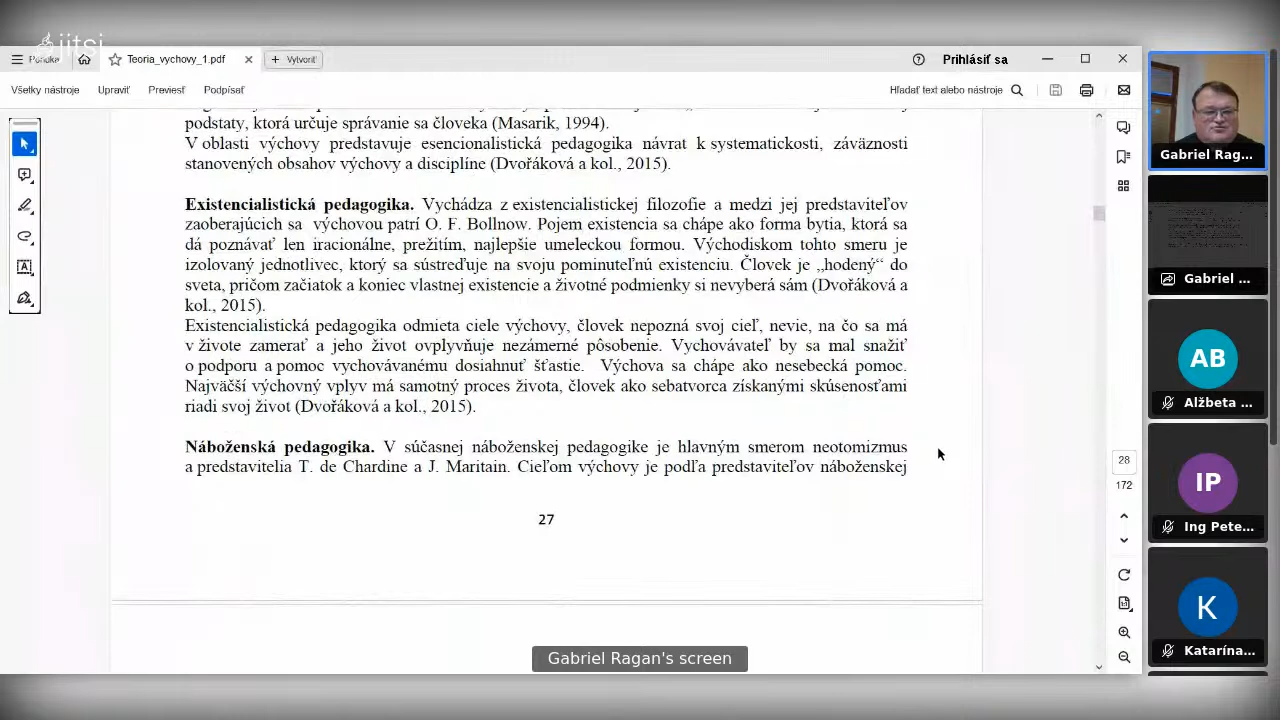 jitsi
Ponuka
Teoria_vychovy_1.pdf
Vytvoriť
Prihlásiť sa
Všetky nástroje
Upraviť
Previesť
Podpísať
Hľadať text alebo nástroje
podstaty, ktorá určuje správanie sa človeka (Masarik, 1994).
V oblasti výchovy predstavuje esencionalistická pedagogika návrat k systematickosti, záväznosti
stanovených obsahov výchovy a disciplíne (Dvořáková a kol., 2015).
Existencialistická pedagogika. Vychádza z existencialistickej filozofie a medzi jej predstaviteľov
zaoberajúcich sa výchovou patrí O. F. Bollnow. Pojem existencia sa chápe ako forma bytia, ktorá sa
dá poznávať len iracionálne, prežitím, najlepšie umeleckou formou. Východiskom tohto smeru je
izolovaný jednotlivec, ktorý sa sústreďuje na svoju pominuteľnú existenciu. Človek je „hodený“ do
sveta, pričom začiatok a koniec vlastnej existencie a životné podmienky si nevyberá sám (Dvořáková a
kol., 2015).
Existencialistická pedagogika odmieta ciele výchovy, človek nepozná svoj cieľ, nevie, na čo sa má
v živote zamerať a jeho život ovplyvňuje nezámerné pôsobenie. Vychovávateľ by sa mal snažiť
o podporu a pomoc vychovávanému dosiahnuť šťastie. Výchova sa chápe ako nesebecká pomoc.
Najväčší výchovný vplyv má samotný proces života, človek ako sebatvorca získanými skúsenosťami
riadi svoj život (Dvořáková a kol., 2015).
Náboženská pedagogika. V súčasnej náboženskej pedagogike je hlavným smerom neotomizmus
a predstavitelia T. de Chardine a J. Maritain. Cieľom výchovy je podľa predstaviteľov náboženskej
27
28
172
Gabriel Ragan's screen
Gabriel Rag...
Gabriel ...
AB
Alžbeta ...
IP
Ing Pete...
K
Katarína...